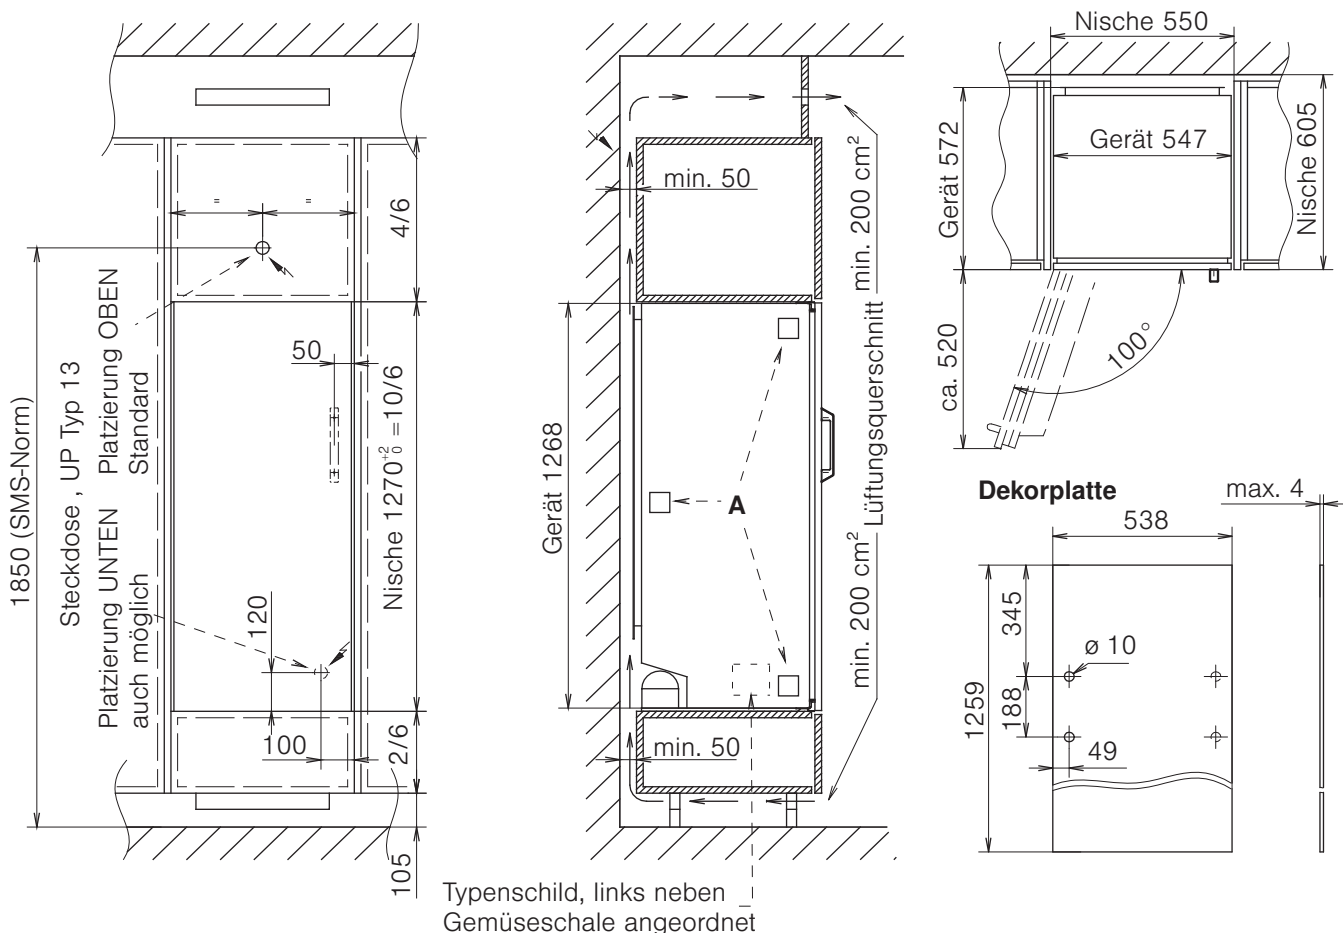 1850 (SMS-Norm)
Steckdose , UP Typ 13
Platzierung OBEN
Standard
Platzierung UNTEN
auch möglich
=
=
50
120
100
4/6
Nische 1270 +2 0 =10/6
2/6
105
min. 50
Gerät 1268
A
min. 50
min. 200 cm²
Lüftungsquerschnitt
min. 200 cm²
Typenschild, links neben
Gemüseschale angeordnet
Nische 550
Gerät 572
Gerät 547
Nische 605
ca. 520
100°
Dekorplatte
max. 4
538
345
ø 10
1259
188
49